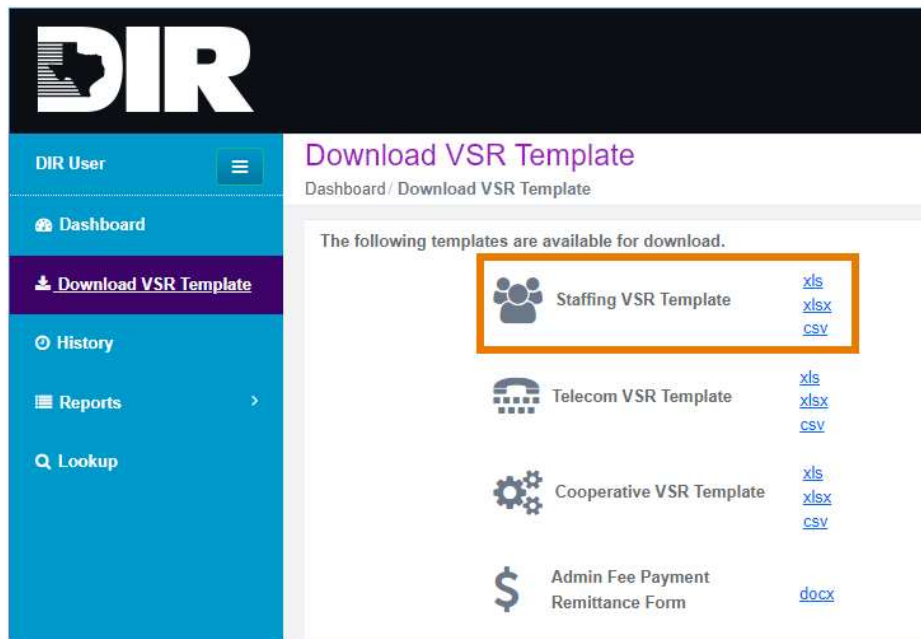 DIR
DIR User
Download VSR Template
Dashboard / Download VSR Template
Dashboard
Download VSR Template
History
Reports
Lookup
The following templates are available for download.
Staffing VSR Template
xls
xlsx
csv
Telecom VSR Template
xls
xlsx
csv
Cooperative VSR Template
xls
xlsx
csv
Admin Fee Payment
Remittance Form
docx